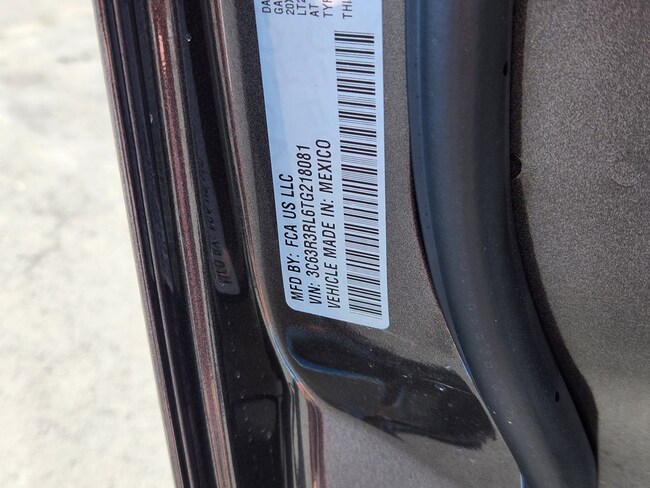 MFD BY: FCA US LLC
VIN: 3C63R3RL6TG218081
VEHICLE MADE IN: MEXICO